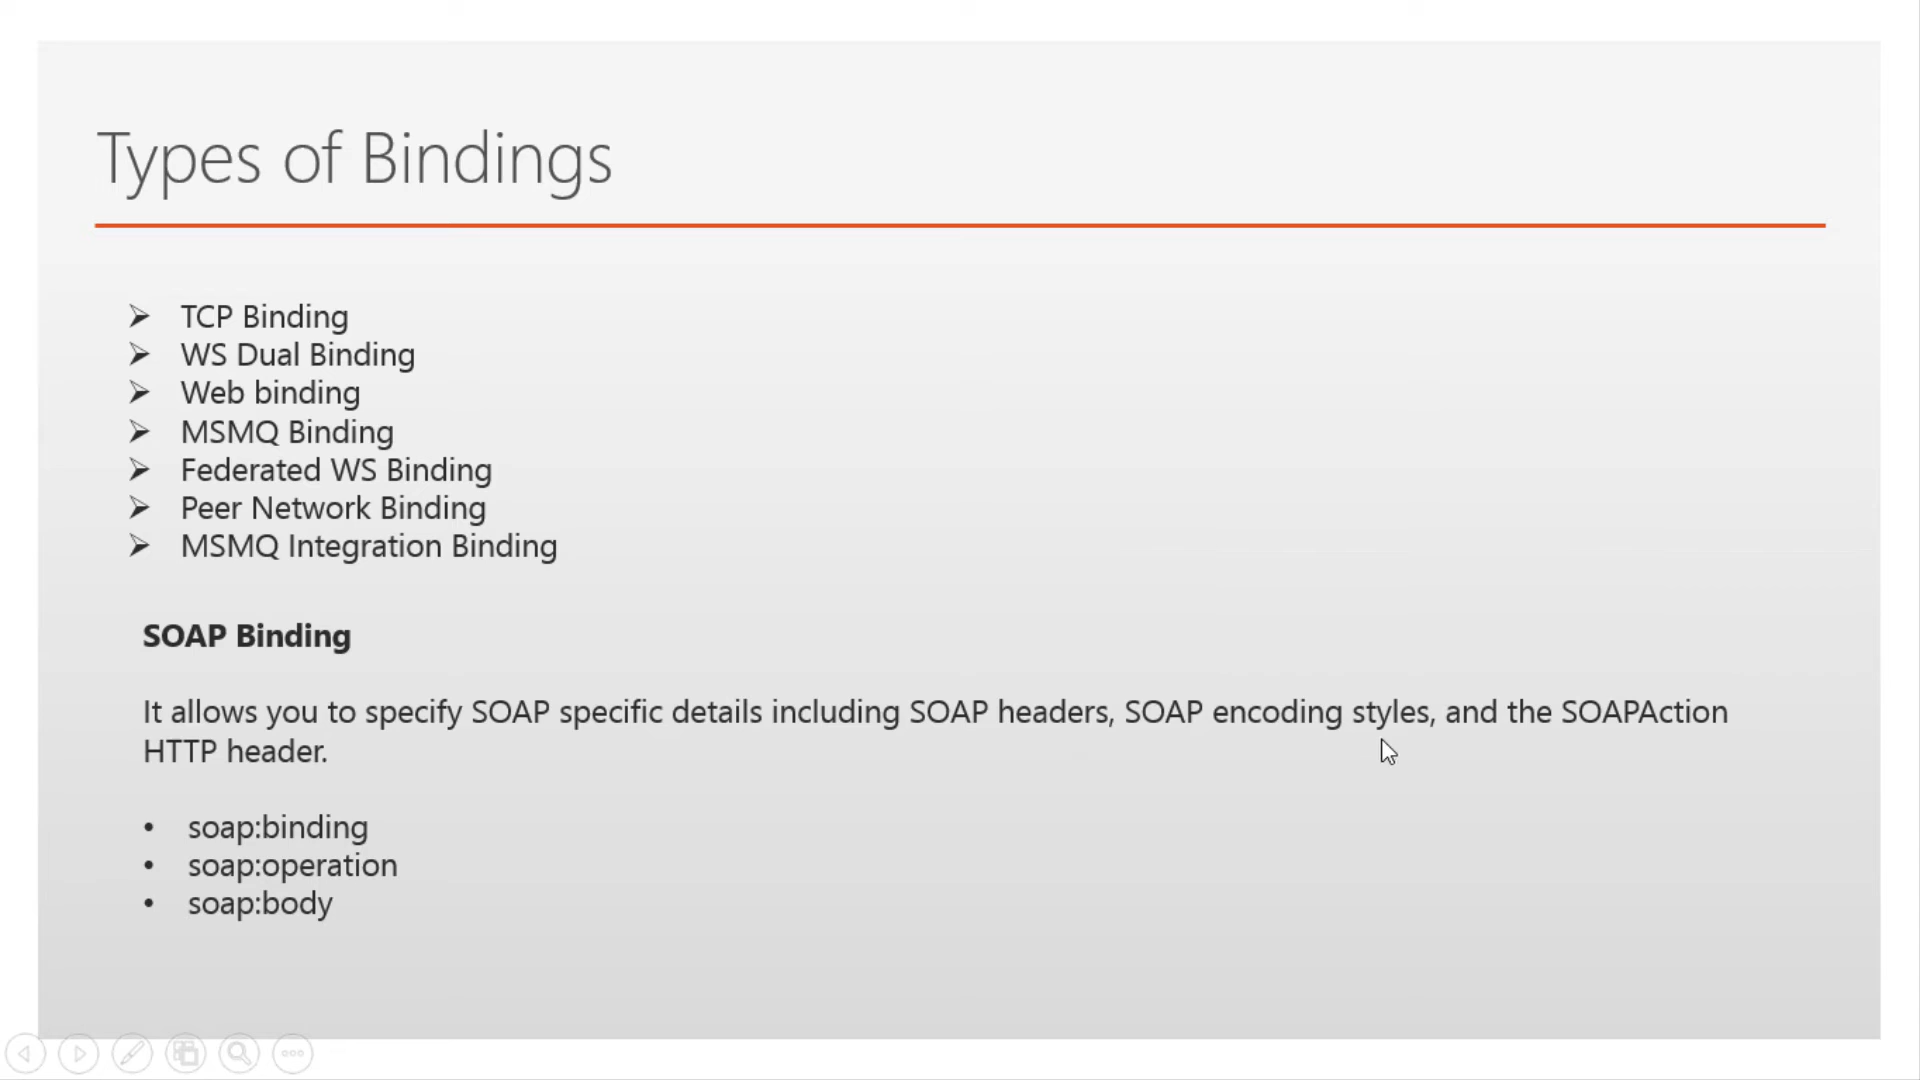 Types of Bindings
TCP Binding
WS Dual Binding
Web binding
MSMQ Binding
Federated WS Binding
Peer Network Binding
MSMQ Integration Binding
SOAP Binding
It allows you to specify SOAP specific details including SOAP headers, SOAP encoding styles, and the SOAPAction
HTTP header.
soap:binding
soap:operation
soap:body